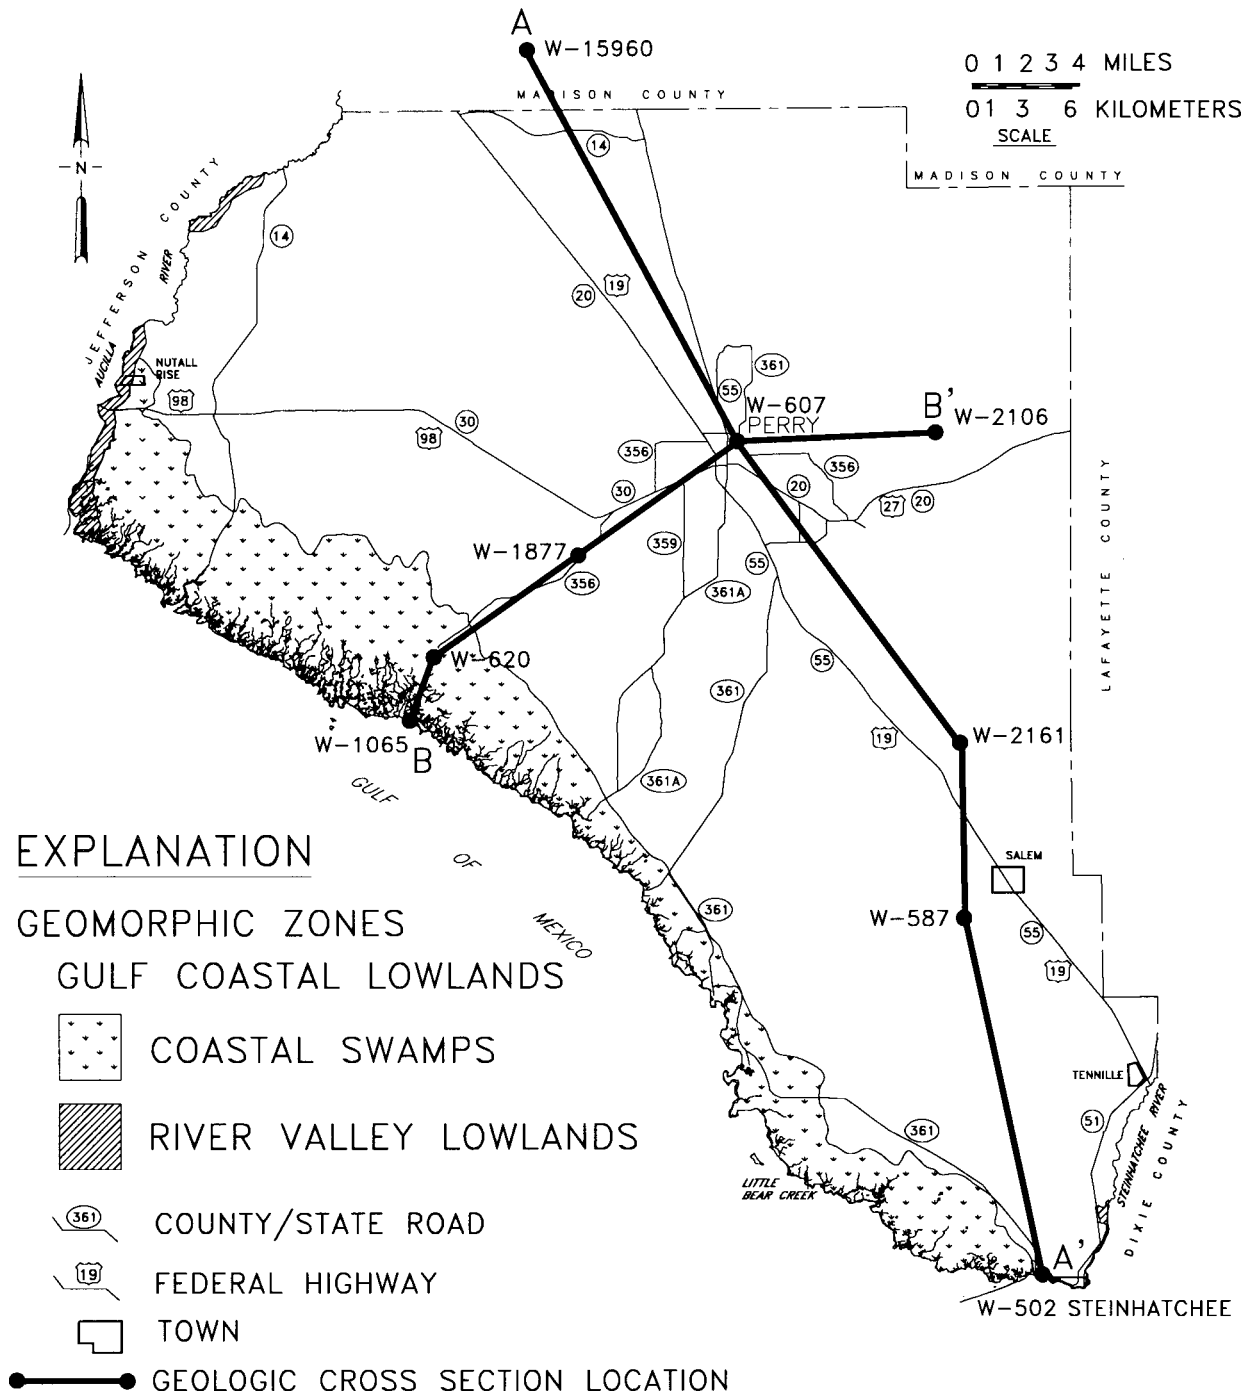 A
W-15960
0 1 2 3 4 MILES
01 3 6 KILOMETERS
SCALE
MADISON COUNTY
MADISON COUNTY
N
JEFFERSON COUNTY
AUCILLA RIVER
14
14
19
20
NUTALL
RISE
98
30
98
361
55
W-607
PERRY
B'
W-2106
356
356
30
20
27
20
LAFAYETTE COUNTY
W-1877
356
359
55
361A
W-620
55
361
W-1065
B
19
W-2161
361A
GULF
OF
MEXICO
SALEM
W-587
361
55
19
TENNILLE
51
STEINHATCHEE RIVER
DIXIE COUNTY
361
LITTLE
BEAR CREEK
A'
W-502 STEINHATCHEE
EXPLANATION
GEOMORPHIC ZONES
GULF COASTAL LOWLANDS
COASTAL SWAMPS
RIVER VALLEY LOWLANDS
361 COUNTY/STATE ROAD
19 FEDERAL HIGHWAY
TOWN
GEOLOGIC CROSS SECTION LOCATION